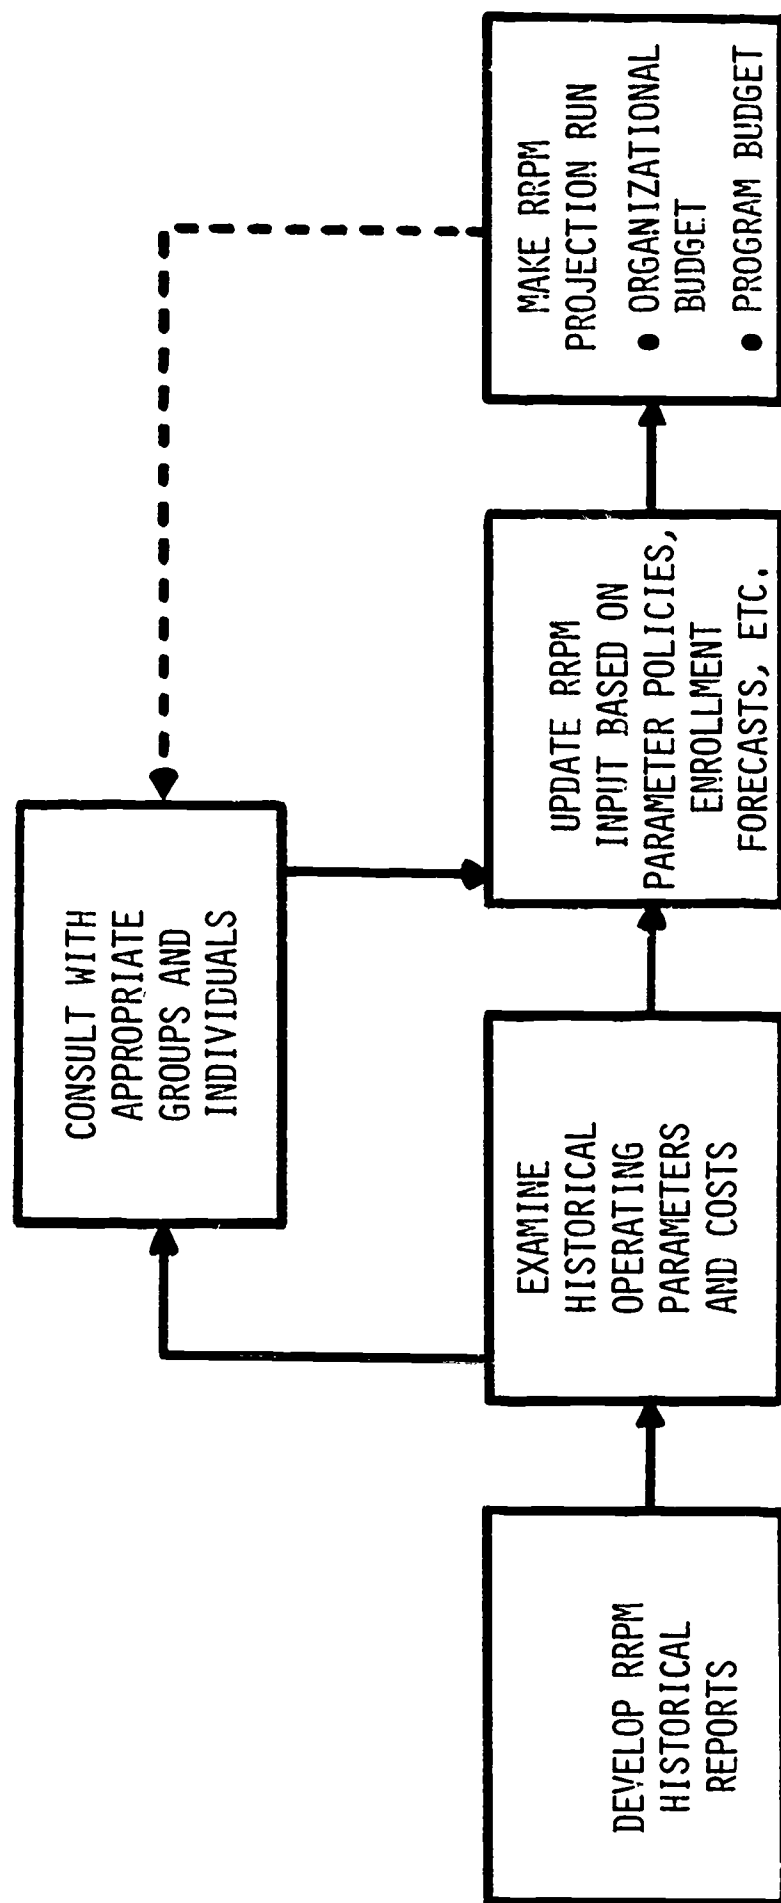 CONSULT WITH
APPROPRIATE
GROUPS AND
INDIVIDUALS
DEVELOP RRPM
HISTORICAL
REPORTS
EXAMINE
HISTORICAL
OPERATING
PARAMETERS
AND COSTS
UPDATE RRPM
INPUT BASED ON
PARAMETER POLICIES,
ENROLLMENT
FORECASTS, ETC.
MAKE RRPM
PROJECTION RUN
• ORGANIZATIONAL
BUDGET
• PROGRAM BUDGET